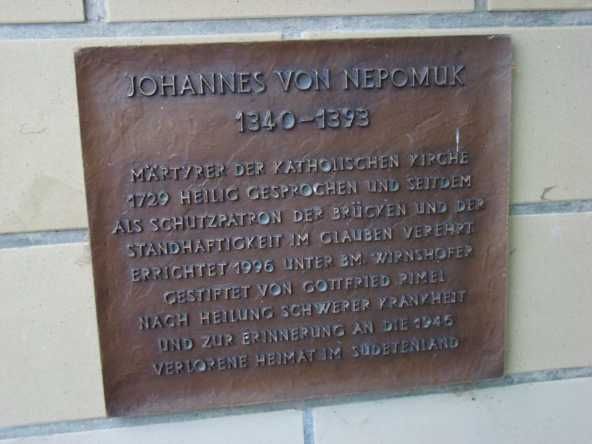 JOHANNES VON NEPOMUK
1340-1393
MÄRTYRER DER KATHOLISCHEN KIRCHE
1729 HEILIG GESPROCHEN UND SEITDEM
ALS SCHUTZPATRON DER BRÜCKEN UND DER
STANDHAFTIGKEIT IM GLAUBEN VEREHRT
ERRICHTET 1996 UNTER BM. WIRNSHOFER
GESTIFTET VON GOTTFRIED PIMEL
NACH HEILUNG SCHWERER KRANKHEIT
UND ZUR ERINNERUNG AN DIE 1945
VERLORENE HEIMAT IM SUDETENLAND